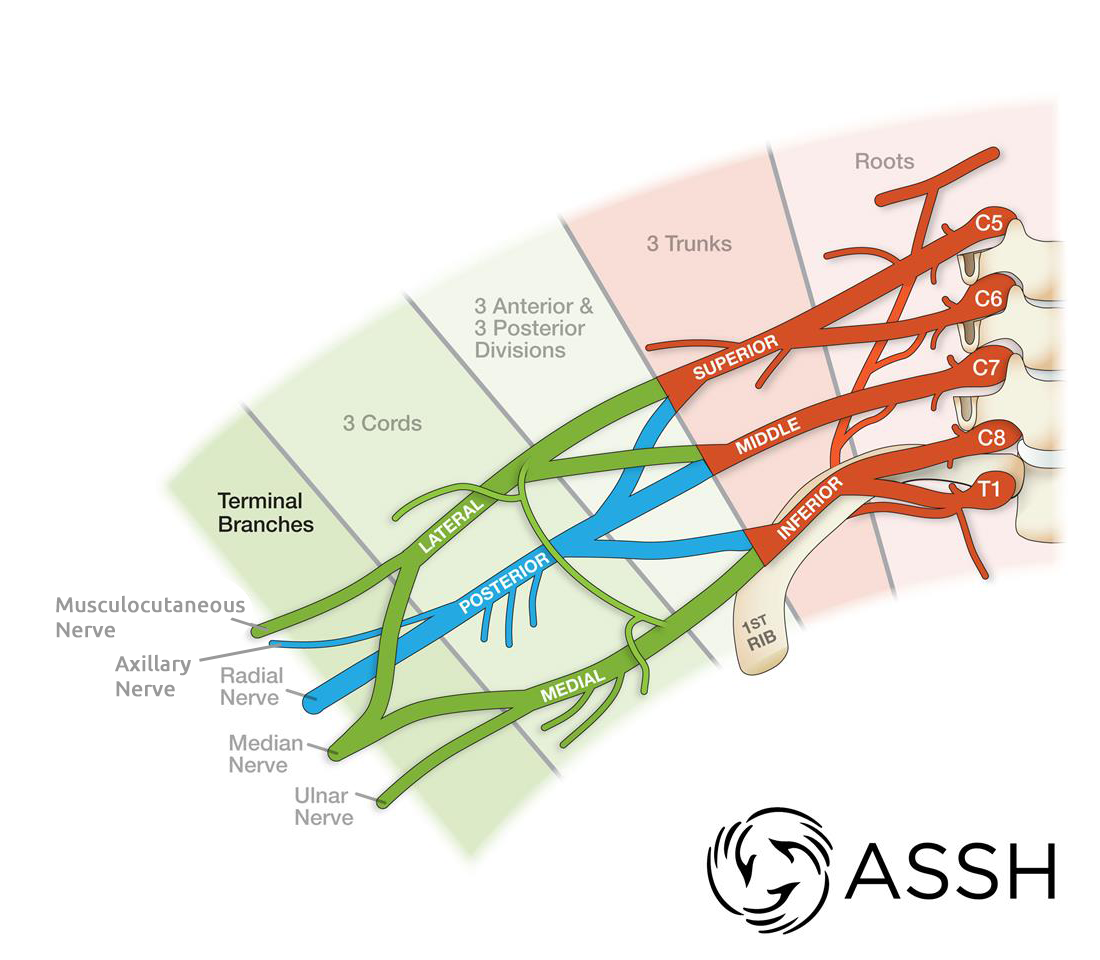 Roots
C5
3 Trunks
C6
3 Anterior &
3 Posterior
Divisions
SUPERIOR
C7
3 Cords
MIDDLE
C8
T1
Terminal
Branches
LATERAL
INFERIOR
POSTERIOR
Musculocutaneous
Nerve
1ST
RIB
Axillary
Nerve
Radial
Nerve
MEDIAL
Median
Nerve
Ulnar
Nerve
ASSH